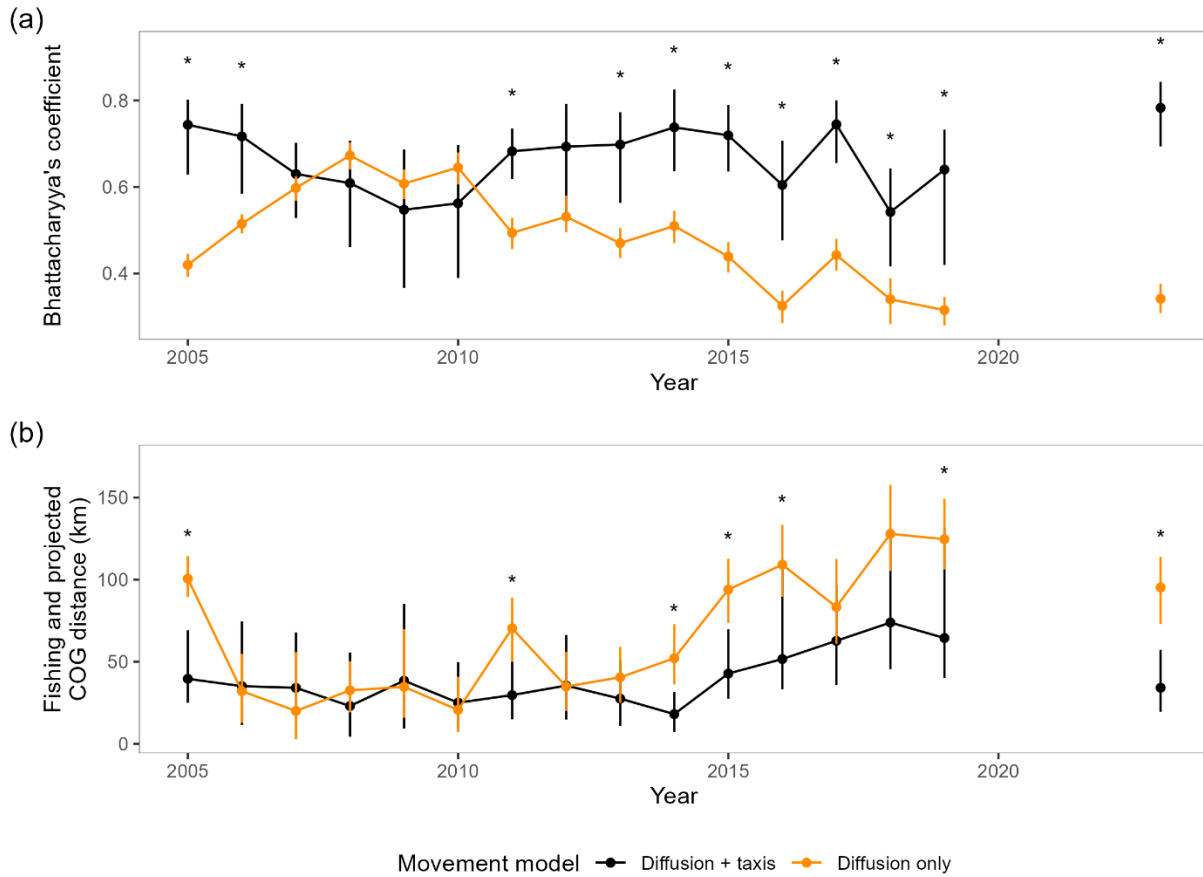 (a)
Bhattacharyya's coefficient
0.8
0.6
0.4
* * * * * * * * * * *
2005 2010 2015 2020
Year
(b)
Fishing and projected
COG distance (km)
150
100
50
0
* * * * * * *
2005 2010 2015 2020
Year
Movement model Diffusion + taxis Diffusion only